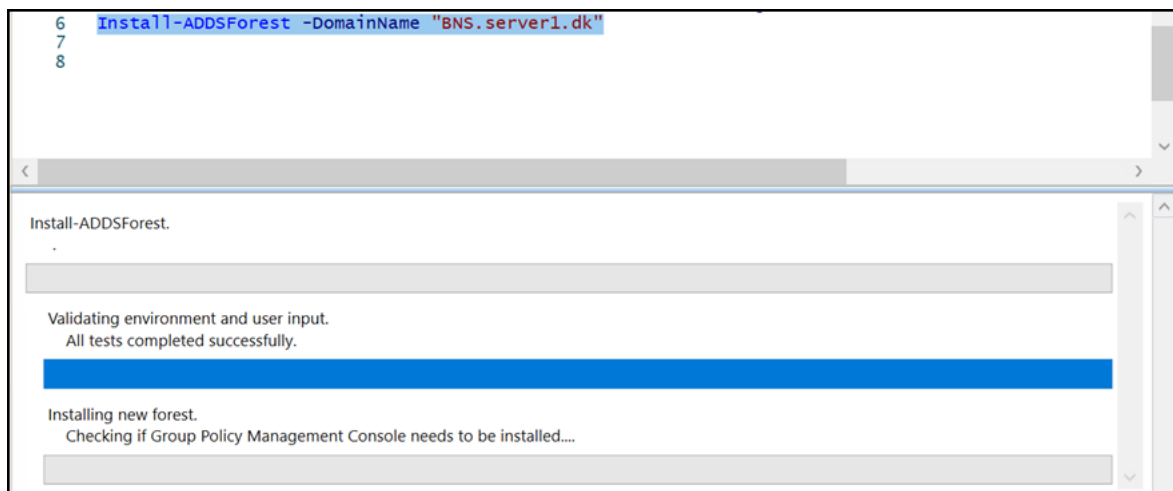 6 Install-ADDSForest -DomainName "BNS.server1.dk"
7
8
Install-ADDSForest.
.
Validating environment and user input.
All tests completed successfully.
Installing new forest.
Checking if Group Policy Management Console needs to be installed....